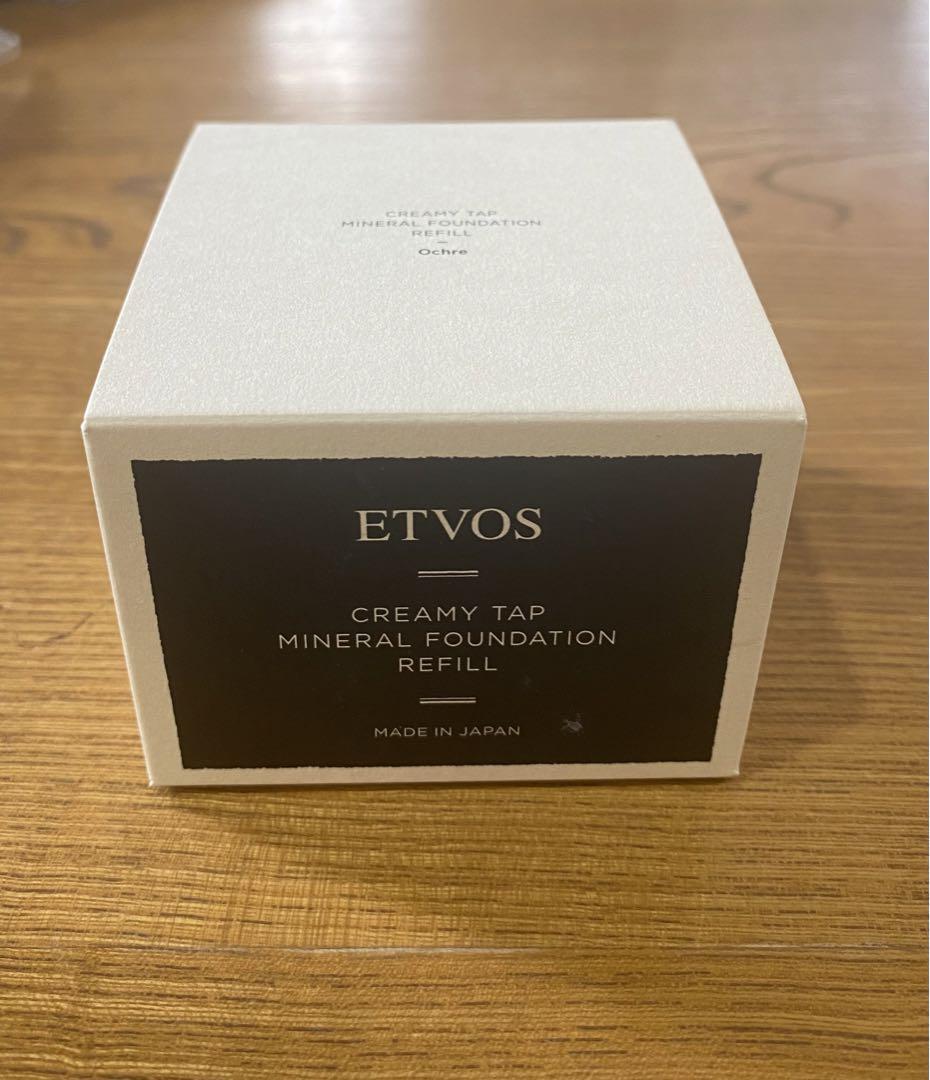 CREAMY TAP
MINERAL FOUNDATION
REFILL
Ochre
ETVOS
CREAMY TAP
MINERAL FOUNDATION
REFILL
MADE IN JAPAN